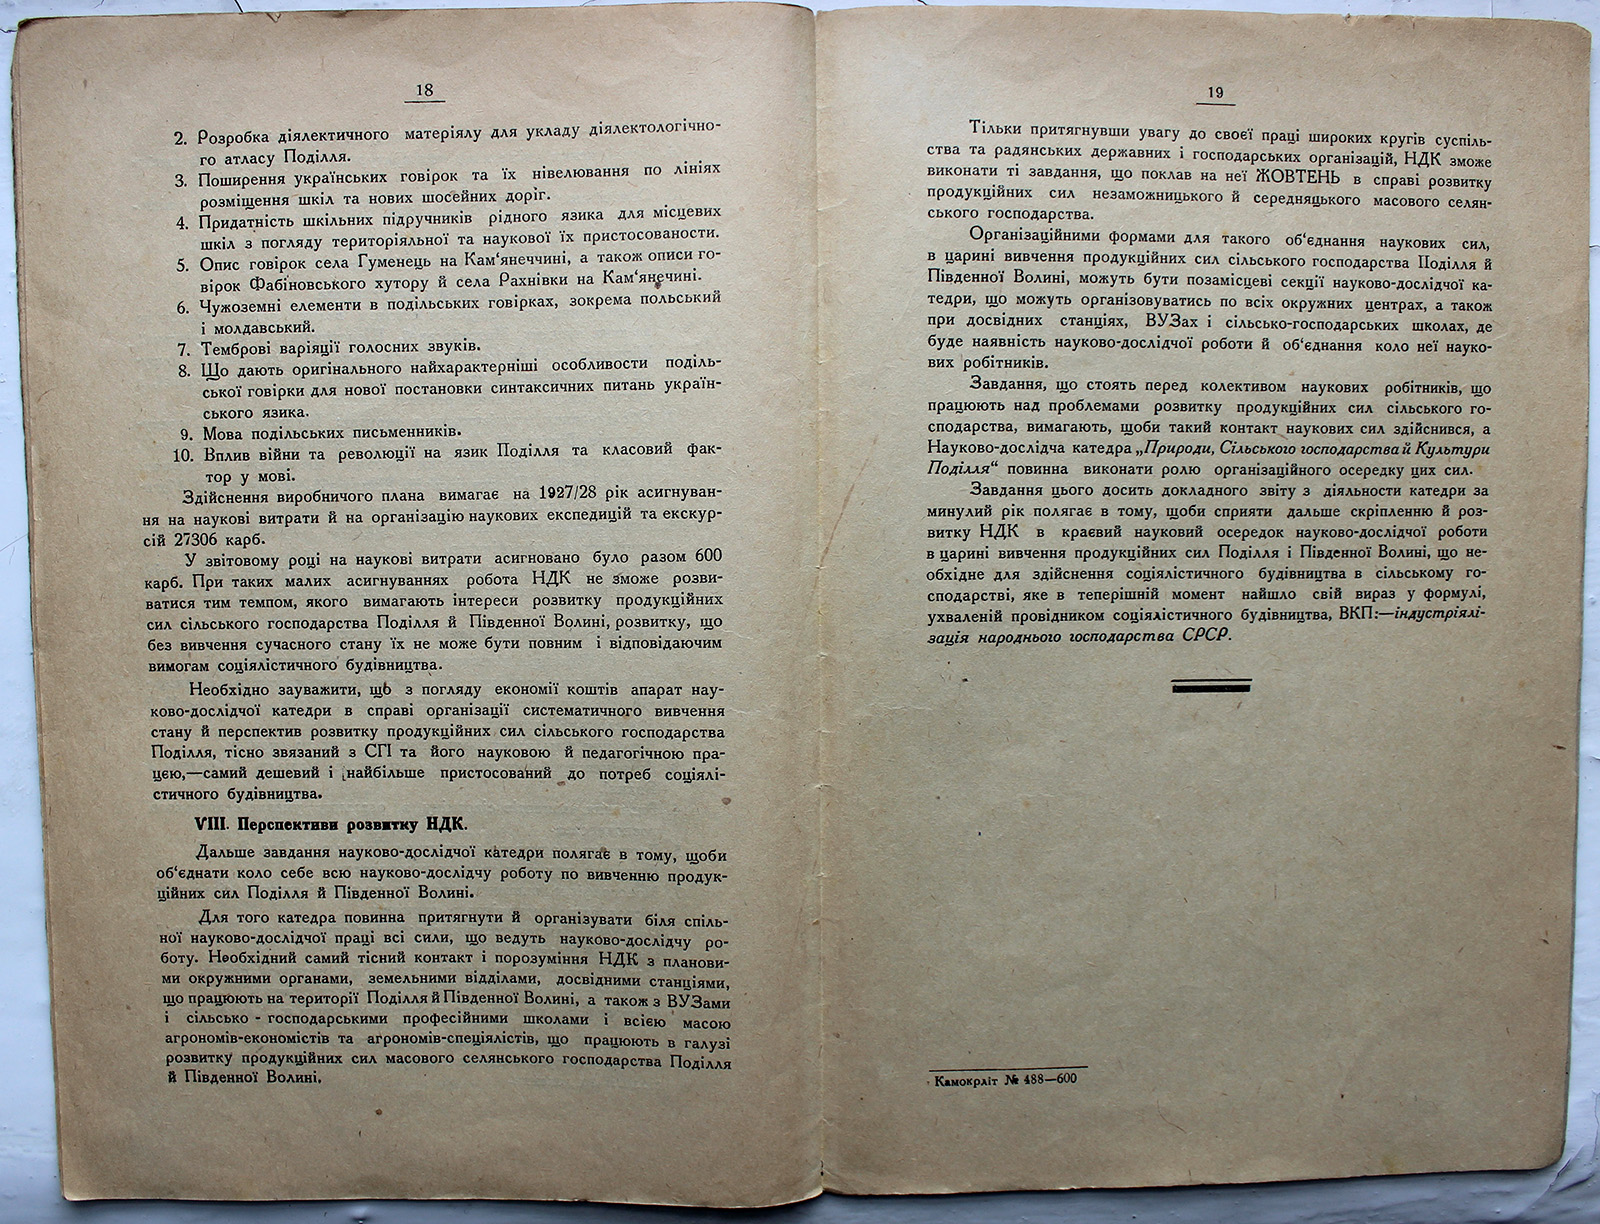 18
2. Розробка діялектичного матеріялу для укладу діялектологічно-
го атласу Поділля.
3. Поширення українських говірок та їх нівелювання по лініях
розміщення шкіл та нових шосейних доріг.
4. Придатність шкільних підручників рідного язика для місцевих
шкіл з погляду територіяльної та наукової їх пристосованости.
5. Опис говірок села Гуменець на Кам‘янеччині, а також описи го-
вірок Фабіновського хутору й села Рахнівки на Кам‘янечині.
6. Чужоземні елементи в подільських говірках, зокрема польський
і молдавський.
7. Темброві варіяції голосних звуків.
8. Що дають оригінального найхарактерніші особливости поділь-
ської говірки для нової постановки синтаксичних питань україн-
ського язика.
9. Мова подільських письменників.
10. Вплив війни та революції на язик Поділля та класовий фак-
тор у мові.
Здійснення виробничого плана вимагає на 1927/28 рік асигнуван-
ня на наукові витрати й на організацію наукових експедицій та екскур-
сій 27306 карб.
У звітовому році на наукові витрати асигновано було разом 600
карб. При таких малих асигнуваннях робота НДК не зможе розви-
ватися тим темпом, якого вимагають інтереси розвитку продукційних
сил сільського господарства Поділля й Південної Волині, розвитку, що
без вивчення сучасного стану їх не може бути повним і відповідаючим
вимогам соціялістичного будівництва.
Необхідно зауважити, що з погляду економії коштів апарат нау-
ково-дослідчої катедри в справі організації систематичного вивчення
стану й перспектив розвитку продукційних сил сільського господарства
Поділля, тісно звязаний з СГІ та його науковою й педагогічною пра-
цею,—самий дешевий і найбільше пристосований до потреб соціялі-
стичного будівництва.
VIII. Перспективи розвитку НДК.
Дальше завдання науково-дослідчої катедри полягає в тому, щоби
об‘єднати коло себе всю науково-дослідчу роботу по вивченню продук-
ційних сил Поділля й Південної Волині.
Для того катедра повинна притягнути й організувати біля спіль-
ної науково-дослідчої праці всі сили, що ведуть науково-дослідчу ро-
боту. Необхідний самий тісний контакт і порозуміння НДК з планови-
ми окружними органами, земельними відділами, досвідними станціями,
що працюють на території Поділля й Південної Волині, а також з ВУЗами
і сільсько - господарськими професійними школами і всією масою
агрономів-економістів та агрономів-спеціялістів, що працюють в галузі
розвитку продукційних сил масового селянського господарства Поділля
й Південної Волині.
19
Тільки притягнувши увагу до своєї праці широких кругів суспіль-
ства та радянських державних і господарських організацій, НДК зможе
виконати ті завдання, що поклав на неї ЖОВТЕНЬ в справі розвитку
продукційних сил незаможницького й середняцького масового селян-
ського господарства.
Організаційними формами для такого об‘єднання наукових сил,
в царині вивчення продукційних сил сільського господарства Поділля й
Південної Волині, можуть бути позамісцеві секції науково-дослідчої ка-
тедри, що можуть організовуватись по всіх окружних центрах, а також
при досвідних станціях, ВУЗах і сільсько-господарських школах, де
буде наявність науково-дослідчої роботи й об‘єднання коло неї науко-
вих робітників.
Завдання, що стоять перед колективом наукових робітників, що
працюють над проблемами розвитку продукційних сил сільського го-
сподарства, вимагають, щоби такий контакт наукових сил здійснився, а
Науково-дослідча катедра „Природи, Сільського господарства й Культури
Поділля“ повинна виконати ролю організаційного осередку цих сил.
Завдання цього досить докладного звіту з діяльности катедри за
минулий рік полягає в тому, щоби сприяти дальше скріпленню й роз-
витку НДК в краєвий науковий осередок науково-дослідчої роботи
в царині вивчення продукційних сил Поділля і Південної Волині, що не-
обхідне для здійснення соціялістичного будівництва в сільському го-
сподарстві, яке в теперішній момент найшло свій вираз у формулі,
ухваленій провідником соціялістичного будівництва, ВКП:—індустріялі-
зація народнього господарства СРСР.
Камокрліт № 488—600